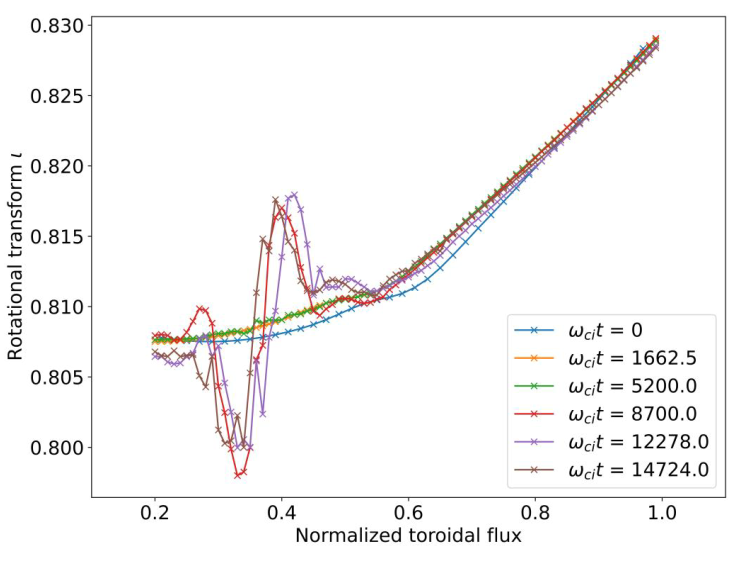 0.830
0.825
0.820
0.815
0.810
0.805
0.800
Rotational transform ι
0.2 0.4 0.6 0.8 1.0
Normalized toroidal flux
ω_ci t = 0
ω_ci t = 1662.5
ω_ci t = 5200.0
ω_ci t = 8700.0
ω_ci t = 12278.0
ω_ci t = 14724.0